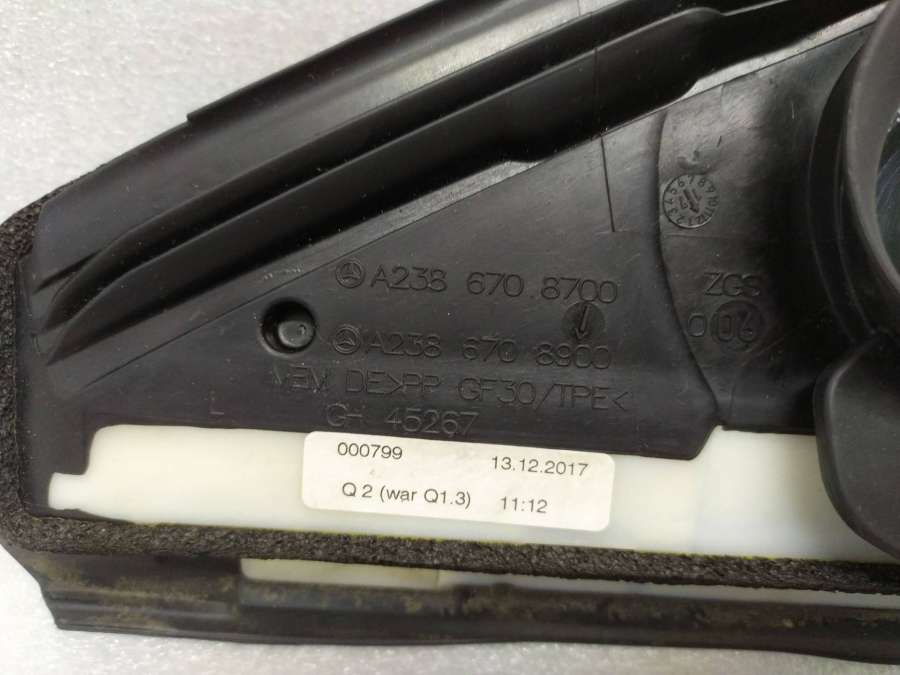 A238 670 8700
ZGS
006
A238 670 8900
MEM DE>PP GF30/TPE<
G- 45267
L
000799 13.12.2017
Q 2 (war Q1.3) 11:12